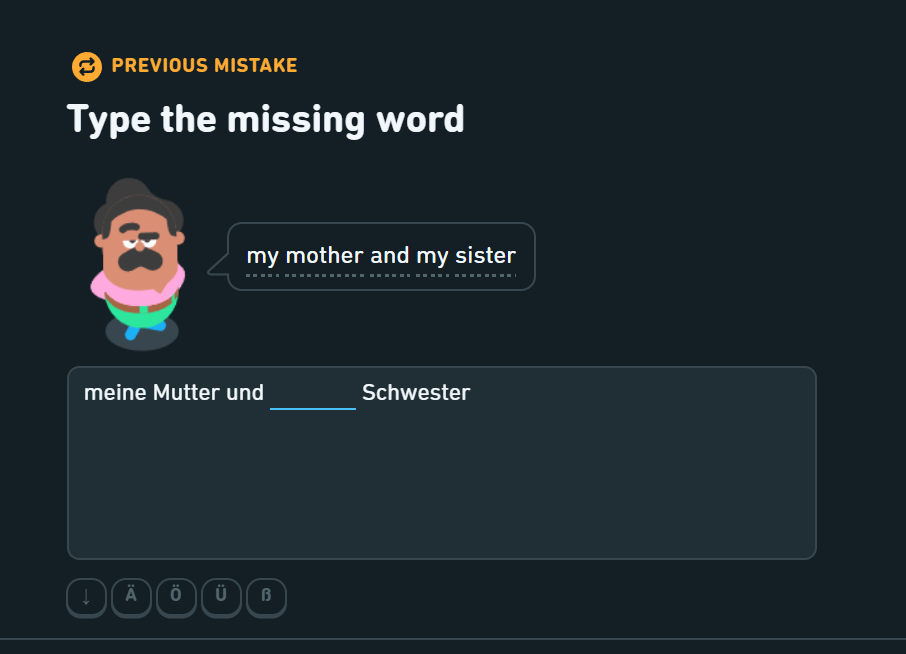 PREVIOUS MISTAKE
Type the missing word
my mother and my sister
meine Mutter und ______ Schwester
↓ Ä Ö Ü ß